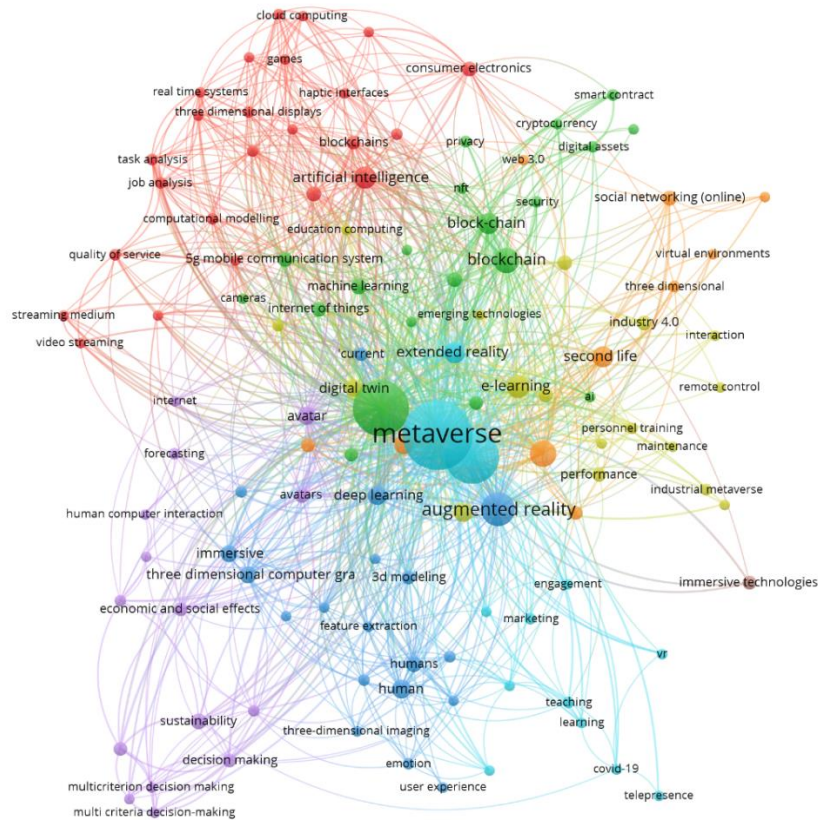 cloud computing
games
consumer electronics
real time systems
haptic interfaces
smart contract
three dimensional displays
cryptocurrency
blockchains
privacy
digital assets
task analysis
web 3.0
job analysis
artificial intelligence
nft
security
social networking (online)
computational modelling
education computing
block-chain
quality of service
5g mobile communication system
blockchain
virtual environments
machine learning
three dimensional
cameras
internet of things
streaming medium
emerging technologies
industry 4.0
video streaming
interaction
current
extended reality
second life
digital twin
e-learning
remote control
internet
ai
avatar
metaverse
personnel training
maintenance
forecasting
performance
avatars
deep learning
industrial metaverse
human computer interaction
augmented reality
immersive
three dimensional computer gra
3d modeling
engagement
immersive technologies
economic and social effects
marketing
feature extraction
vr
humans
human
teaching
sustainability
learning
three-dimensional imaging
decision making
emotion
covid-19
multicriterion decision making
user experience
telepresence
multi criteria decision-making